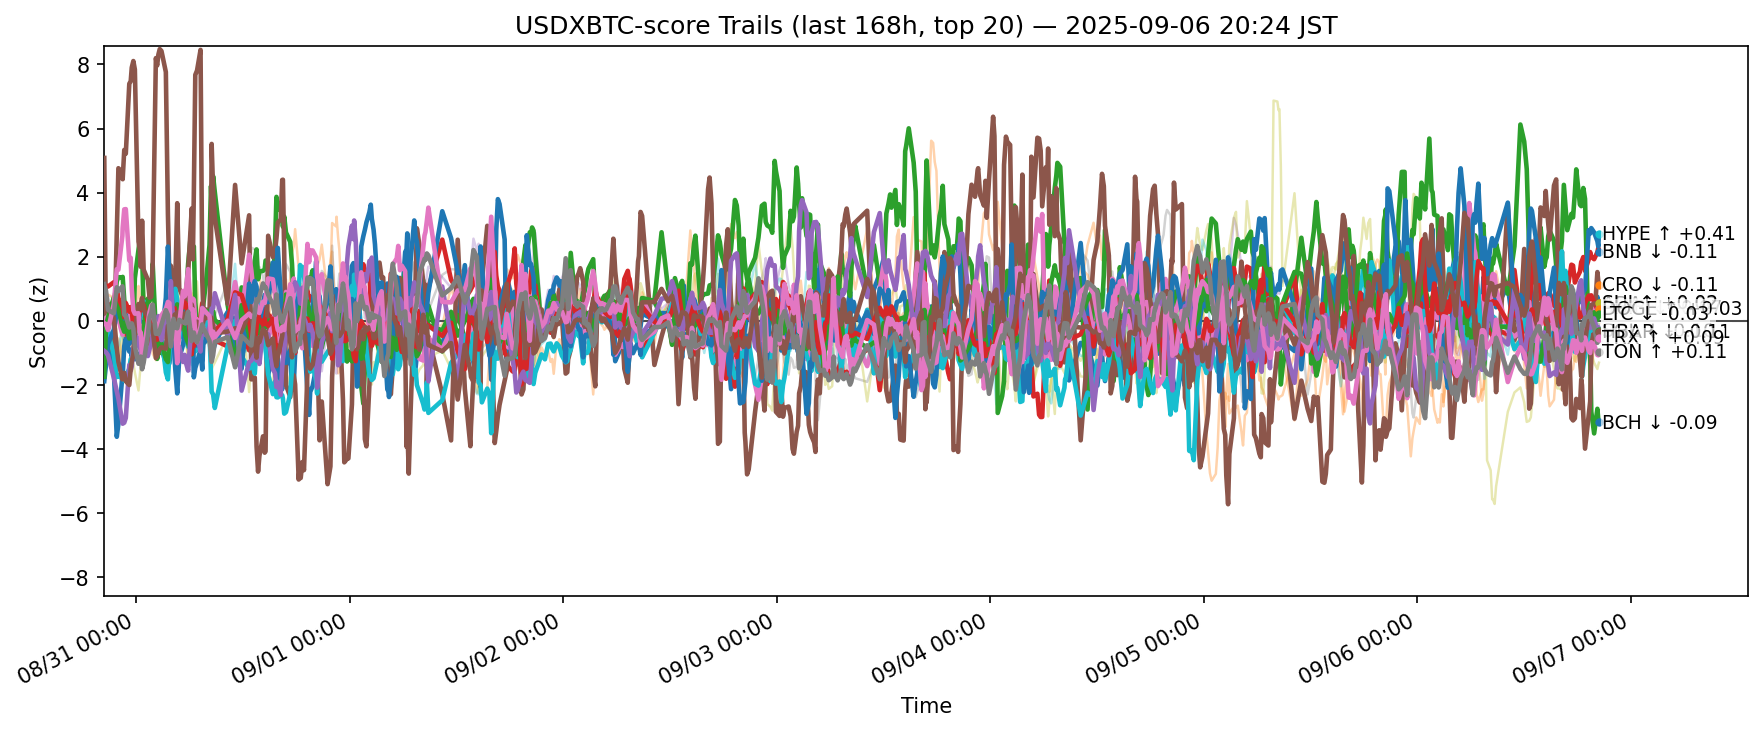 USDXBTC-score Trails (last 168h, top 20) — 2025-09-06 20:24 JST
Score (z)
8
6
4
2
0
−2
−4
−6
−8
HYPE ↑ +0.41
BNB ↓ -0.11
CRO ↓ -0.11
LTC ↓ -0.03
TRX ↑ +0.09
TON ↑ +0.11
BCH ↓ -0.09
08/31 00:00
09/01 00:00
09/02 00:00
09/03 00:00
09/04 00:00
09/05 00:00
09/06 00:00
09/07 00:00
Time